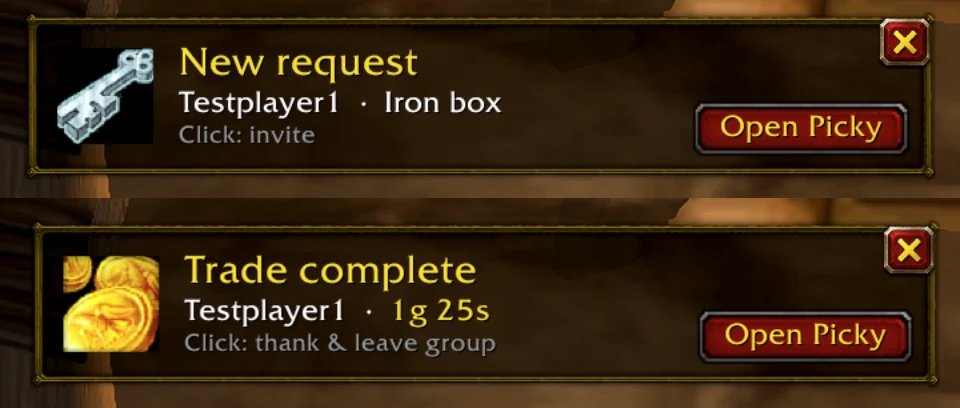 New request
Testplayer1 · Iron box
Click: invite
Open Picky
Trade complete
Testplayer1 · 1g 25s
Click: thank & leave group
Open Picky